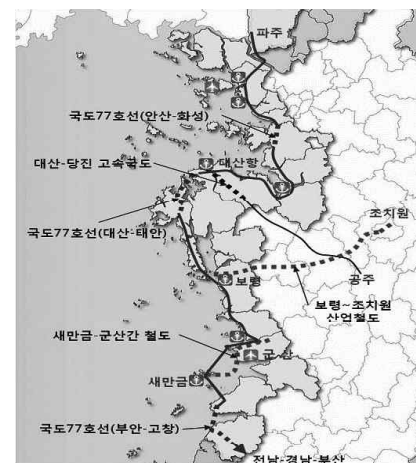 파주
국도77호선(안산-화성)
대산-당진 고속국도
대산항
조치원
국도77호선(대산-태안)
공주
보령
보령~조치원
산업철도
새만금-군산간 철도
군산
새만금
국도77호선(부안-고창)
전남-경남-부산